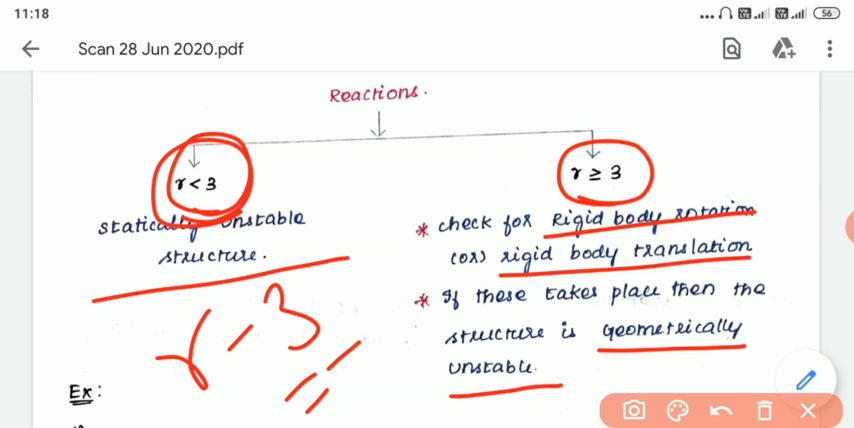 11:18
56
Scan 28 Jun 2020.pdf
Reactions.
r < 3
r ≥ 3
statically unstable
structure.
* check for Rigid body rotation
(or) rigid body translation
* If these takes place then the
structure is geometrically
unstable.
r - 3
Ex: